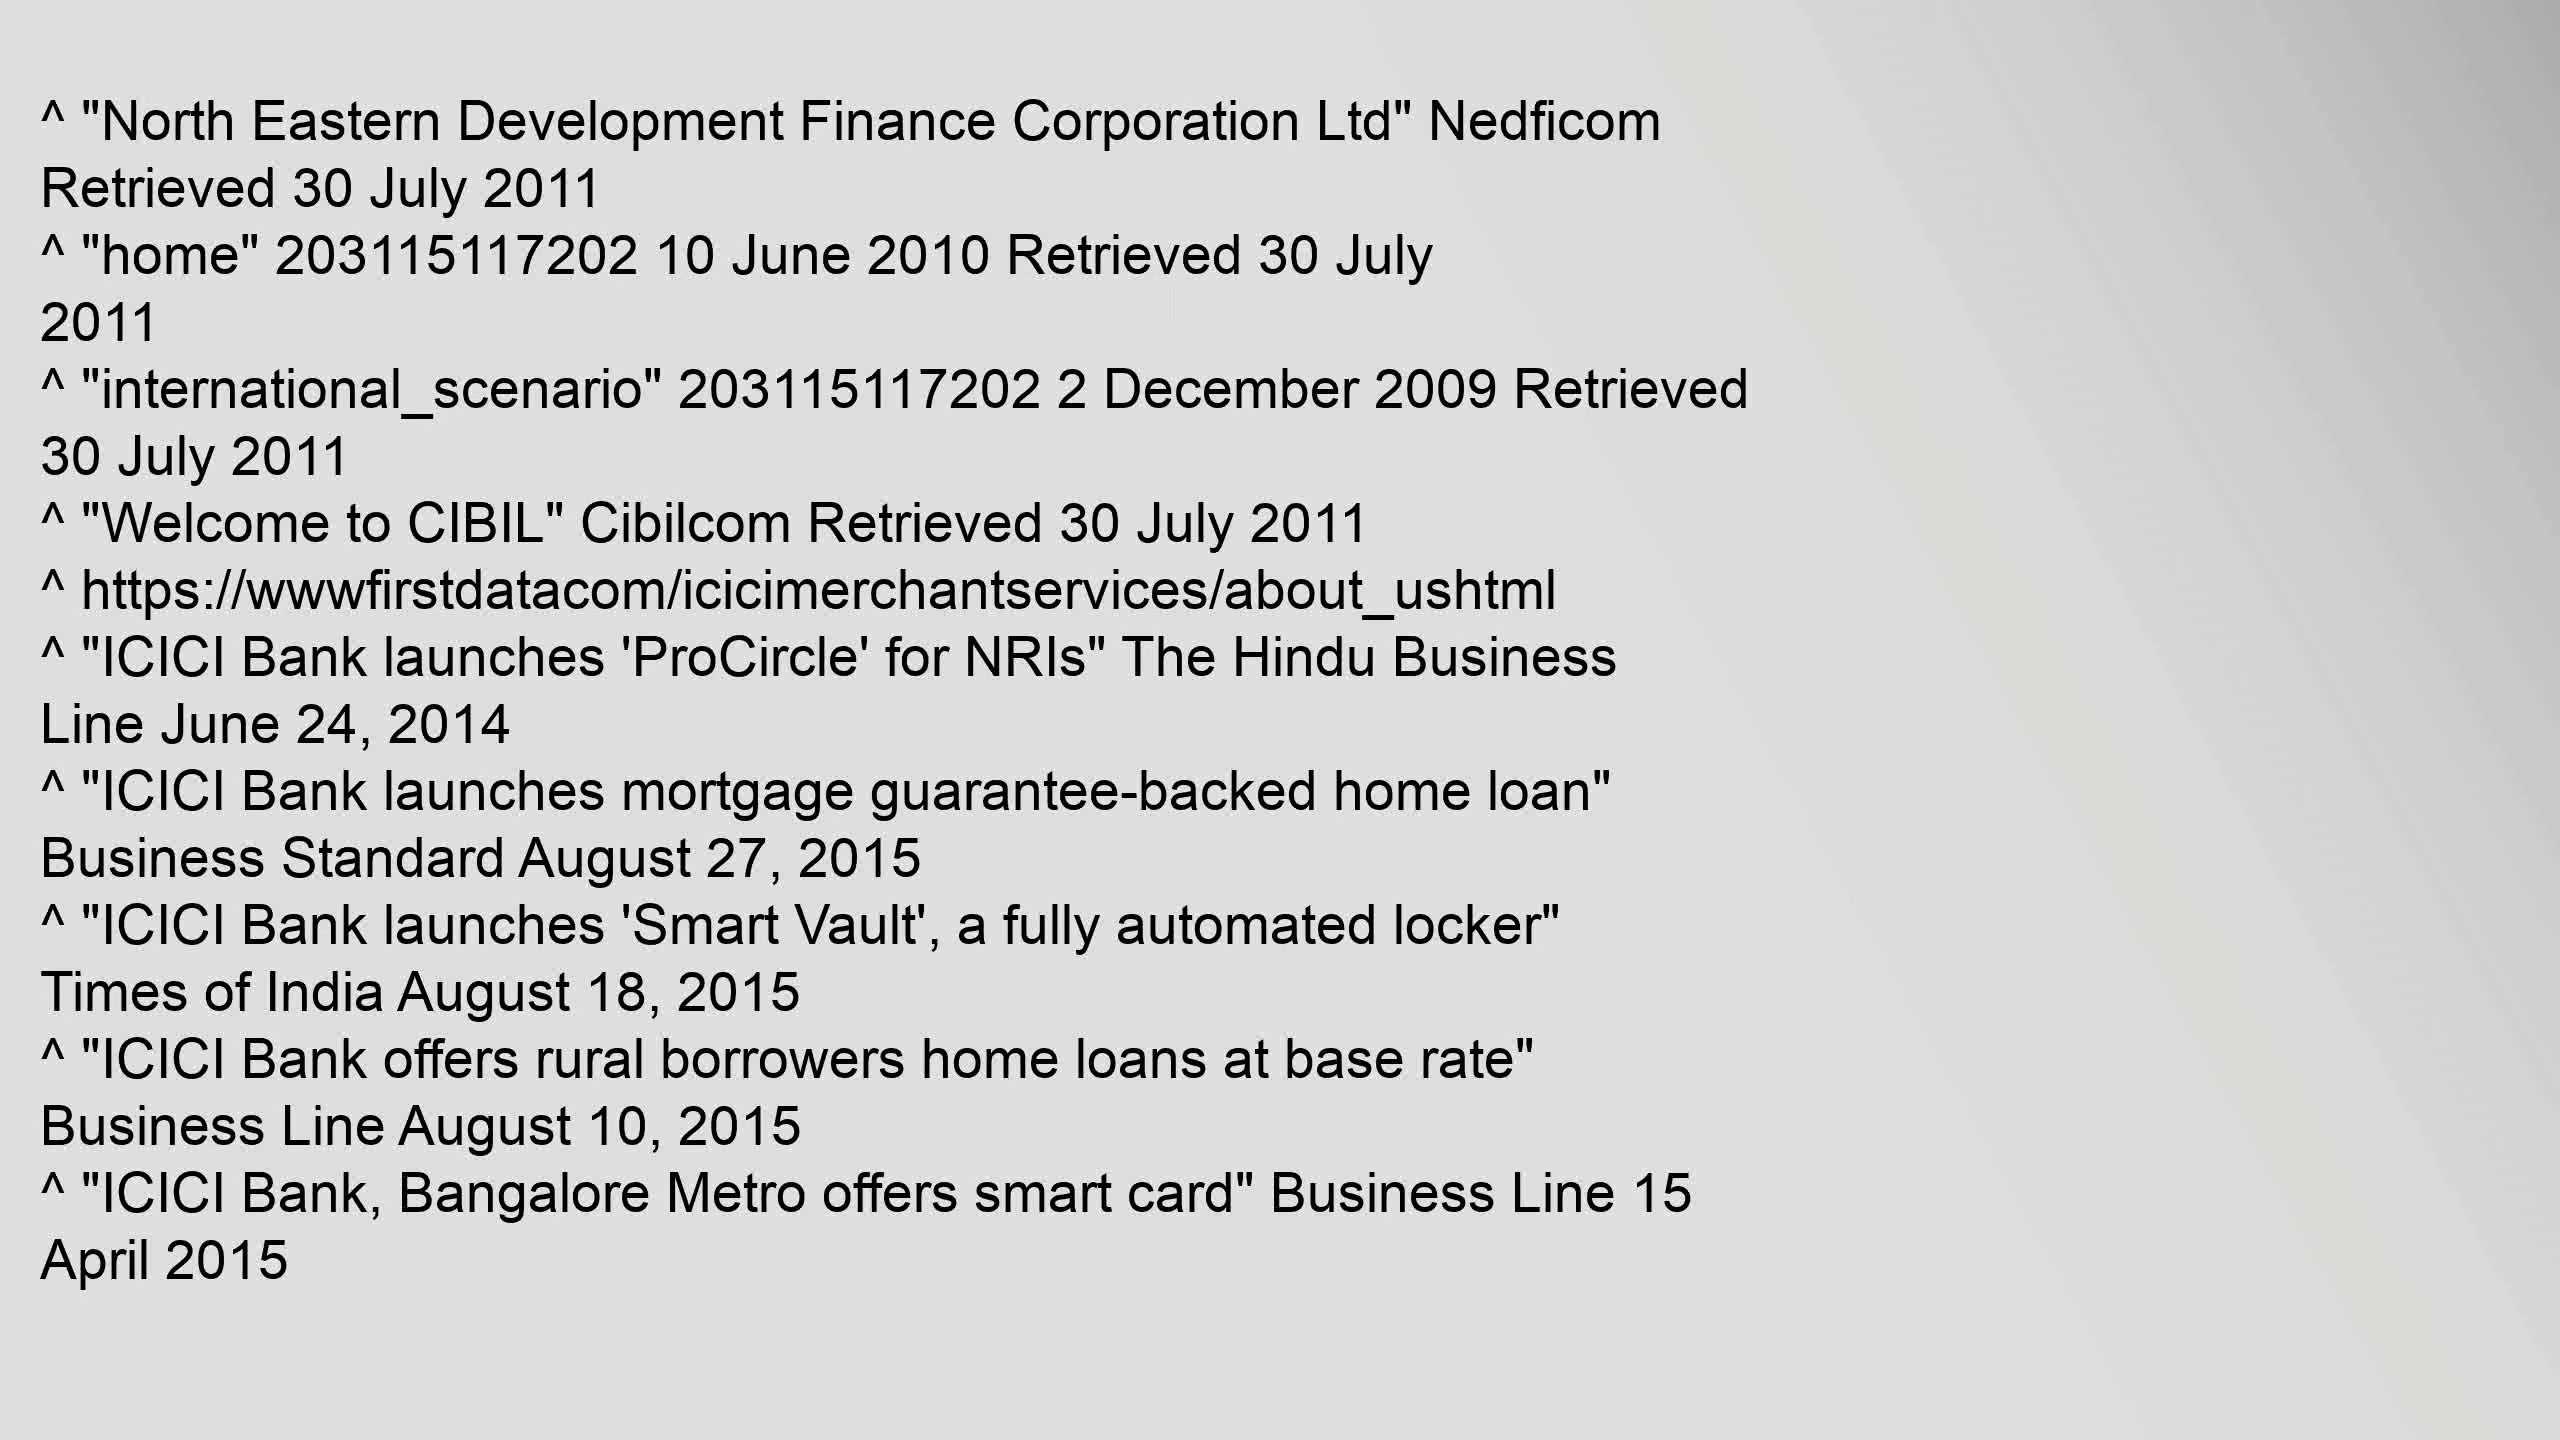 ^ "North Eastern Development Finance Corporation Ltd" Nedficom
Retrieved 30 July 2011
^ "home" 203115117202 10 June 2010 Retrieved 30 July
2011
^ "international_scenario" 203115117202 2 December 2009 Retrieved
30 July 2011
^ "Welcome to CIBIL" Cibilcom Retrieved 30 July 2011
^ https://wwwfirstdatacom/icicimerchantservices/about_ushtml
^ "ICICI Bank launches 'ProCircle' for NRIs" The Hindu Business
Line June 24, 2014
^ "ICICI Bank launches mortgage guarantee-backed home loan"
Business Standard August 27, 2015
^ "ICICI Bank launches 'Smart Vault', a fully automated locker"
Times of India August 18, 2015
^ "ICICI Bank offers rural borrowers home loans at base rate"
Business Line August 10, 2015
^ "ICICI Bank, Bangalore Metro offers smart card" Business Line 15
April 2015